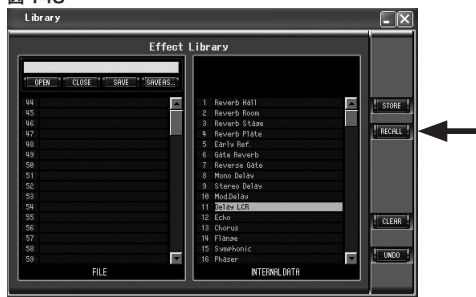 Library
Effect Library
OPEN CLOSE SAVE SAVE AS...
44
45
46
47
48
49
50
51
52
53
54
55
56
57
58
59
FILE
1 Reverb Hall
2 Reverb Room
3 Reverb Stage
4 Reverb Plate
5 Early Ref.
6 Gate Reverb
7 Reverse Gate
8 Mono Delay
9 Stereo Delay
10 Mod.Delay
11 Delay LCR
12 Echo
13 Chorus
14 Flange
15 Symphonic
16 Phaser
INTERNAL DATA
STORE
RECALL
CLEAR
UNDO